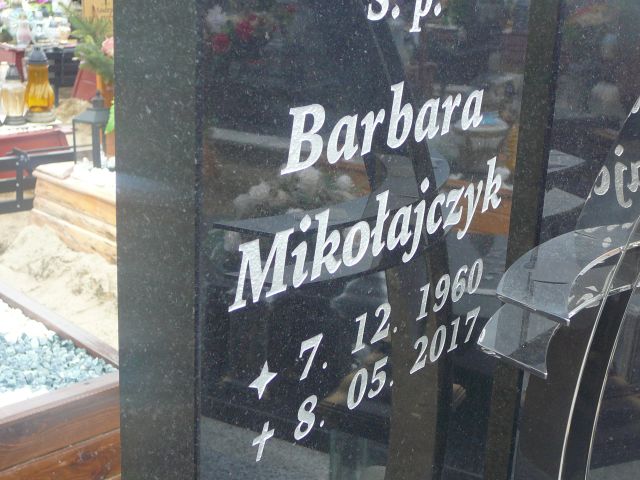 Ś. p.
Barbara
Mikołajczyk
7. 12. 1960
8. 05. 2017